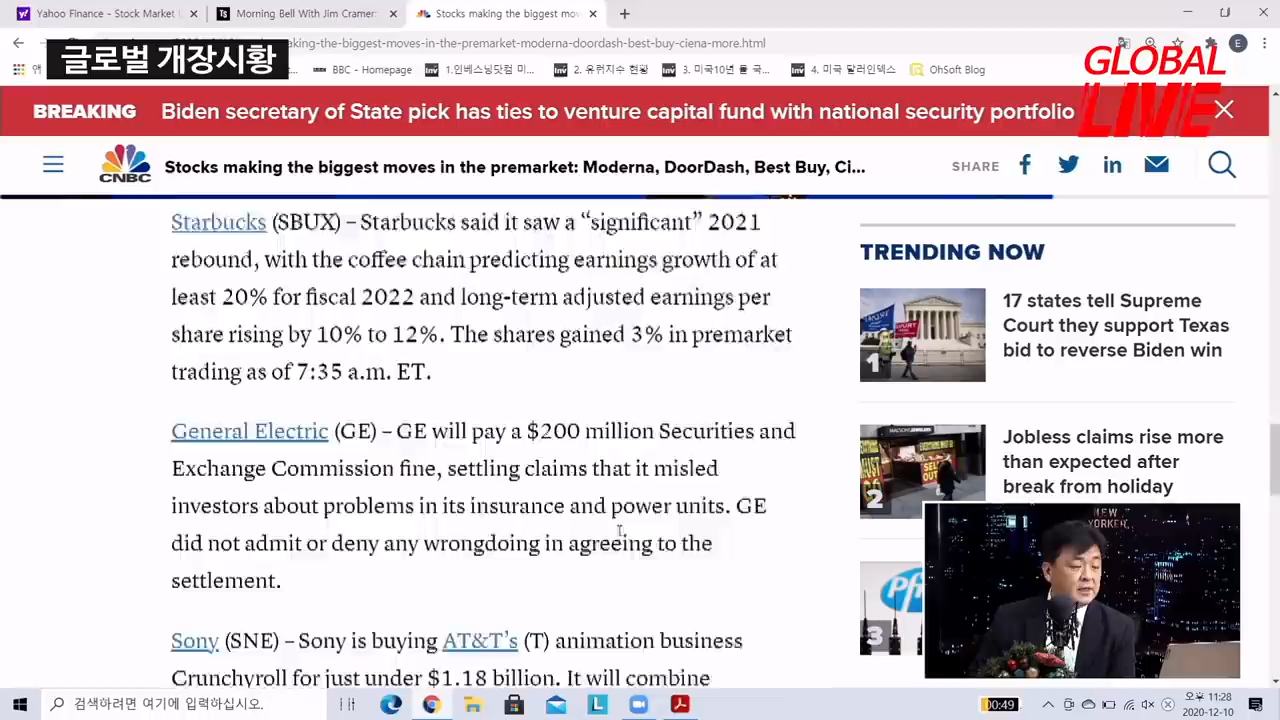 Yahoo Finance - Stock Market
Morning Bell With Jim Cramer:
Stocks making the biggest mov
글로벌 개장시황
aking-the-biggest-moves-in-the-premarket-moderna-doordash-best-buy-ciena-more.html
E
BBC - Homepage
1.인베스닝닷컴 미...
2. 유뤄지수 현황
3. 미국10년 물 국...
4. 미국 달러인덱스
OhSoft Blog
GLOBAL
LIVE
BREAKING
Biden secretary of State pick has ties to venture capital fund with national security portfolio
CNBC
Stocks making the biggest moves in the premarket: Moderna, DoorDash, Best Buy, Ci...
SHARE
Starbucks (SBUX) – Starbucks said it saw a “significant” 2021
rebound, with the coffee chain predicting earnings growth of at
least 20% for fiscal 2022 and long-term adjusted earnings per
share rising by 10% to 12%. The shares gained 3% in premarket
trading as of 7:35 a.m. ET.
General Electric (GE) – GE will pay a $200 million Securities and
Exchange Commission fine, settling claims that it misled
investors about problems in its insurance and power units. GE
did not admit or deny any wrongdoing in agreeing to the
settlement.
Sony (SNE) – Sony is buying AT&T’s (T) animation business
Crunchyroll for just under $1.18 billion. It will combine
TRENDING NOW
1
17 states tell Supreme
Court they support Texas
bid to reverse Biden win
2
Jobless claims rise more
than expected after
break from holiday
3
NEW
YORKER
검색하려면 여기에 입력하십시오.
00:49
오후 11:28
2020-12-10